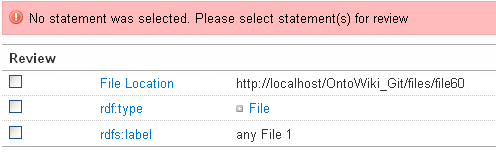 No statement was selected. Please select statement(s) for review
Review
File Location http://localhost/OntoWiki_Git/files/file60
rdf:type File
rdfs:label any File 1